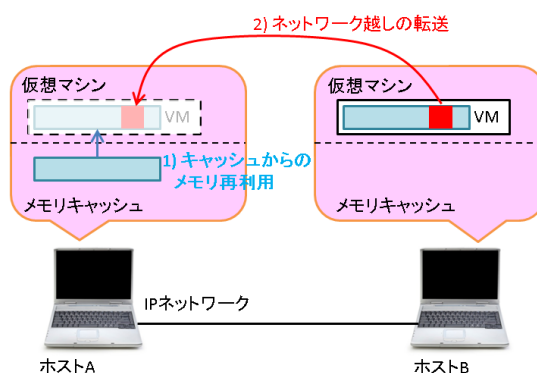 2) ネットワーク越しの転送
仮想マシン
VM
1) キャッシュからの
メモリ再利用
メモリキャッシュ
仮想マシン
VM
メモリキャッシュ
IPネットワーク
ホストA
ホストB